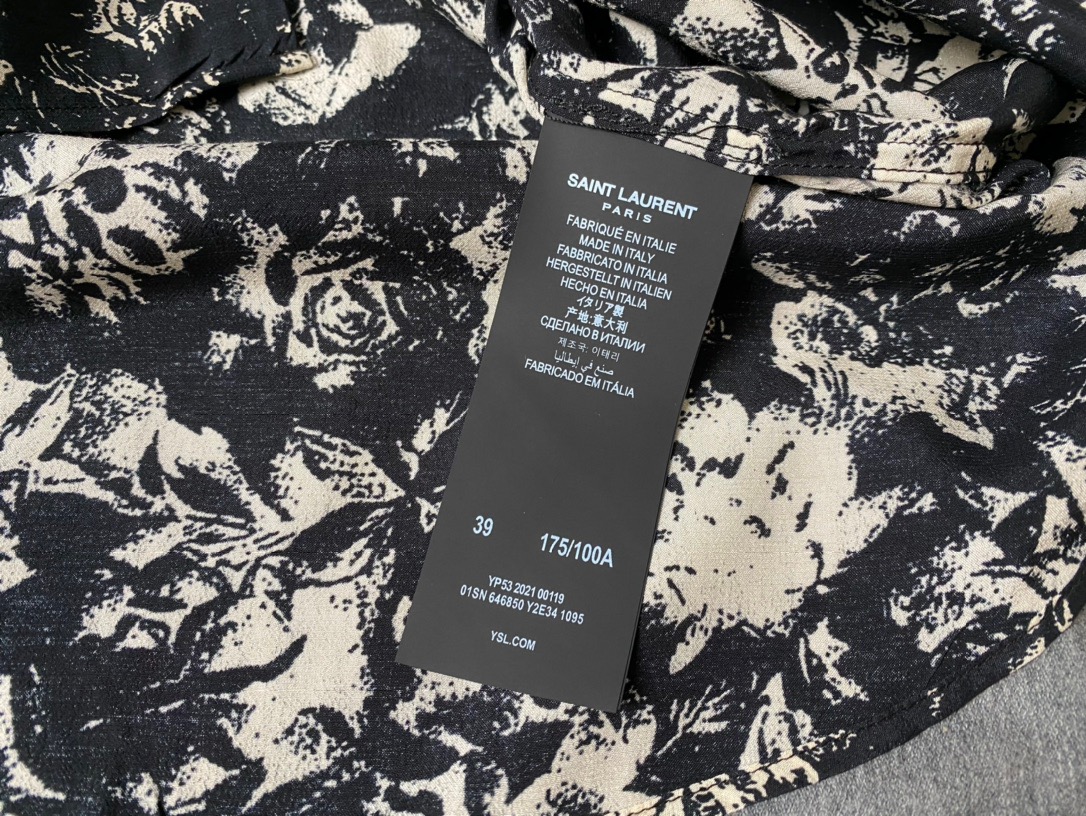 SAINT LAURENT
PARIS
FABRIQUÉ EN ITALIE
MADE IN ITALY
FABBRICATO IN ITALIA
HERGESTELLT IN ITALIEN
HECHO EN ITALIA
イタリア製
产地:意大利
СДЕЛАНО В ИТАЛИИ
제조국: 이태리
صنع في إيطاليا
FABRICADO EM ITÁLIA
39 175/100A
YP53 2021 00119
01SN 646850 Y2E34 1095
YSL.COM